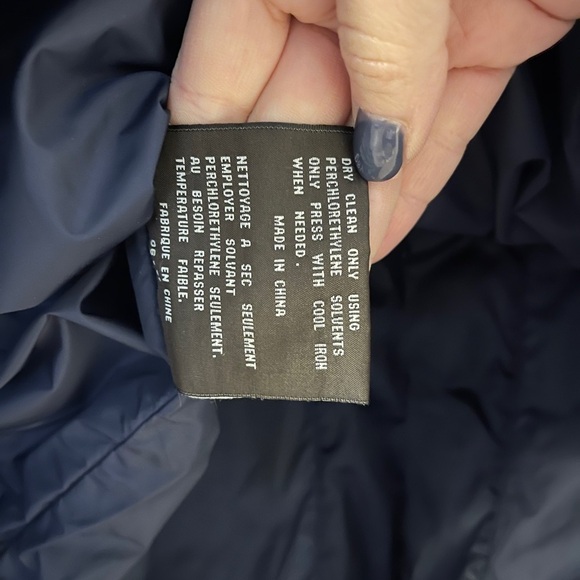 DRY CLEAN ONLY USING
PERCHLORETHYLENE SOLVENTS
ONLY PRESS WITH COOL IRON
WHEN NEEDED.
MADE IN CHINA
NETTOYAGE A SEC SEULEMENT
EMPLOYER SOLVANT
PERCHLORETHYLENE SEULEMENT.
AU BESOIN REPASSER
TEMPERATURE FAIBLE.
FABRIQUE EN CHINE